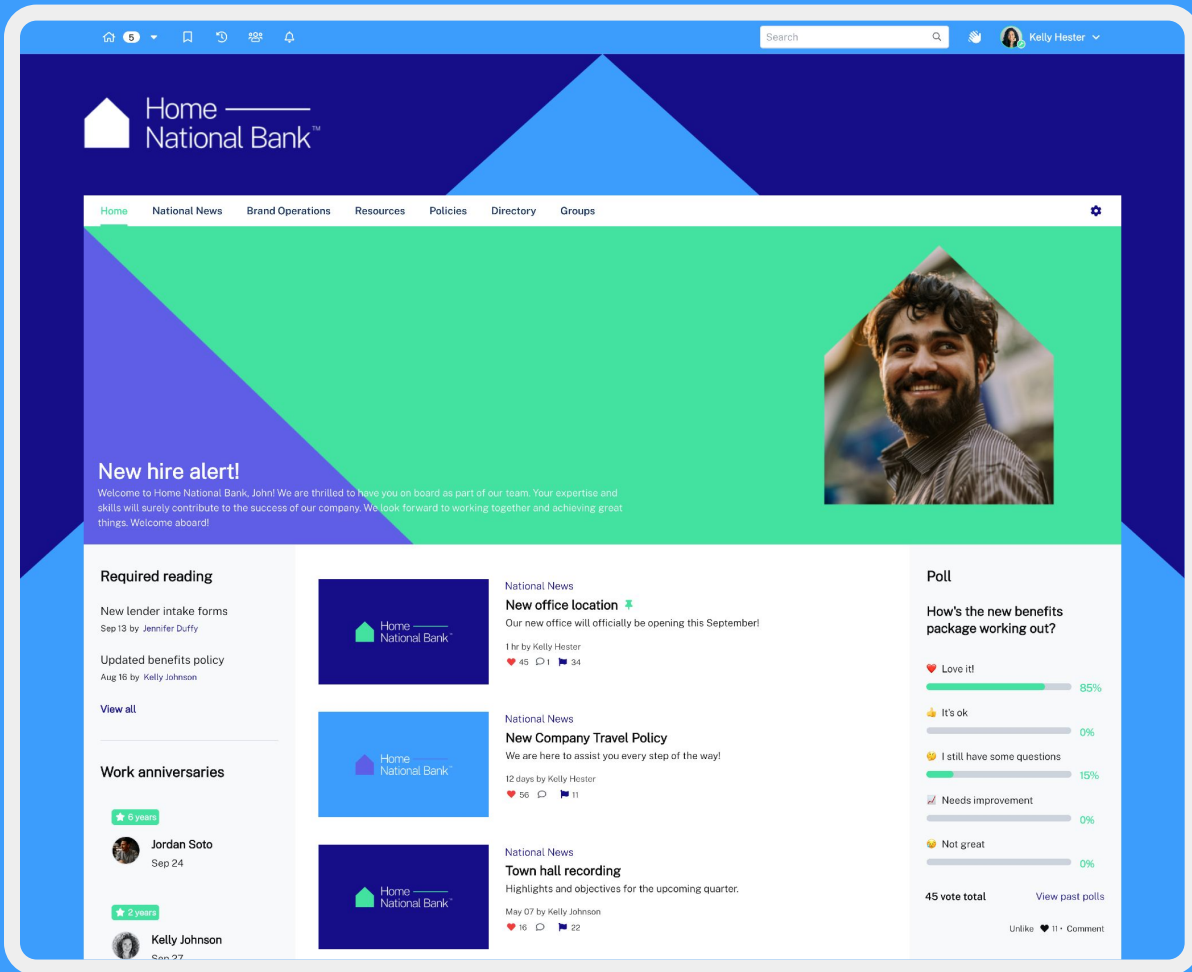 5
Search
Kelly Hester
Home
National Bank™
Home National News Brand Operations Resources Policies Directory Groups
New hire alert!
Welcome to Home National Bank, John! We are thrilled to have you on board as part of our team. Your expertise and
skills will surely contribute to the success of our company. We look forward to working together and achieving great
things. Welcome aboard!
Required reading
New lender intake forms
Sep 13 by Jennifer Duffy
Updated benefits policy
Aug 16 by Kelly Johnson
View all
Work anniversaries
6 years
Jordan Soto
Sep 24
2 years
Kelly Johnson
Sep 27
Home
National Bank™
National News
New office location
Our new office will officially be opening this September!
1 hr by Kelly Hester
45 1 34
Home
National Bank™
National News
New Company Travel Policy
We are here to assist you every step of the way!
12 days by Kelly Hester
56 11
Home
National Bank™
National News
Town hall recording
Highlights and objectives for the upcoming quarter.
May 07 by Kelly Johnson
16 22
Poll
How's the new benefits
package working out?
❤️ Love it!
85%
👍 It's ok
0%
🤔 I still have some questions
15%
📈 Needs improvement
0%
😢 Not great
0%
45 vote total View past polls
Unlike 🖤 11 • Comment